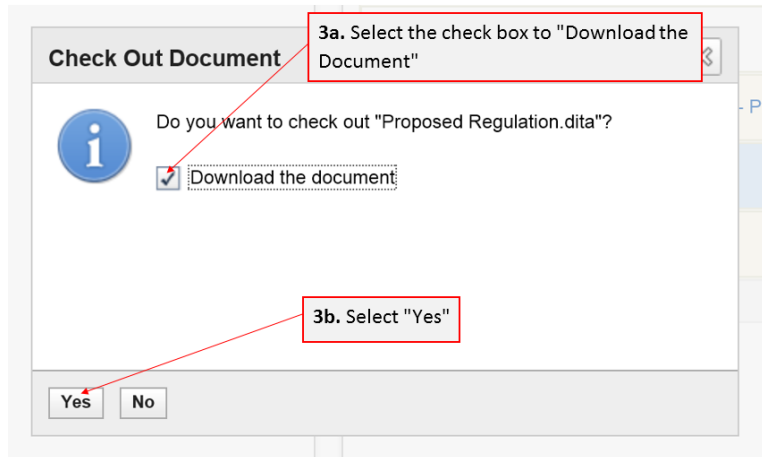 3a. Select the check box to "Download the
Document"
Check Out Document
- P
Do you want to check out "Proposed Regulation.dita"?
Download the document
3b. Select "Yes"
Yes No